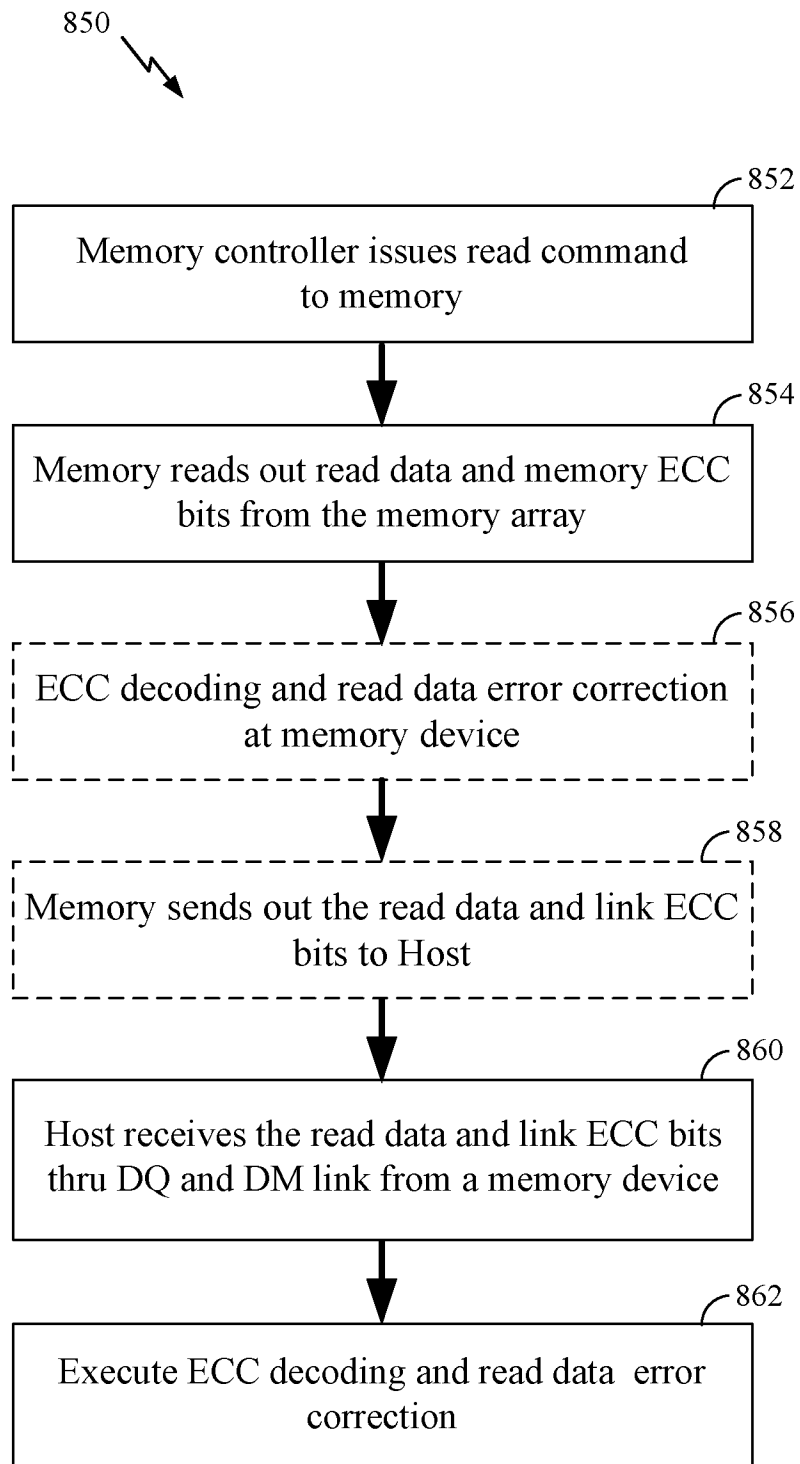 850
852
Memory controller issues read command
to memory
854
Memory reads out read data and memory ECC
bits from the memory array
856
ECC decoding and read data error correction
at memory device
858
Memory sends out the read data and link ECC
bits to Host
860
Host receives the read data and link ECC bits
thru DQ and DM link from a memory device
862
Execute ECC decoding and read data error
correction